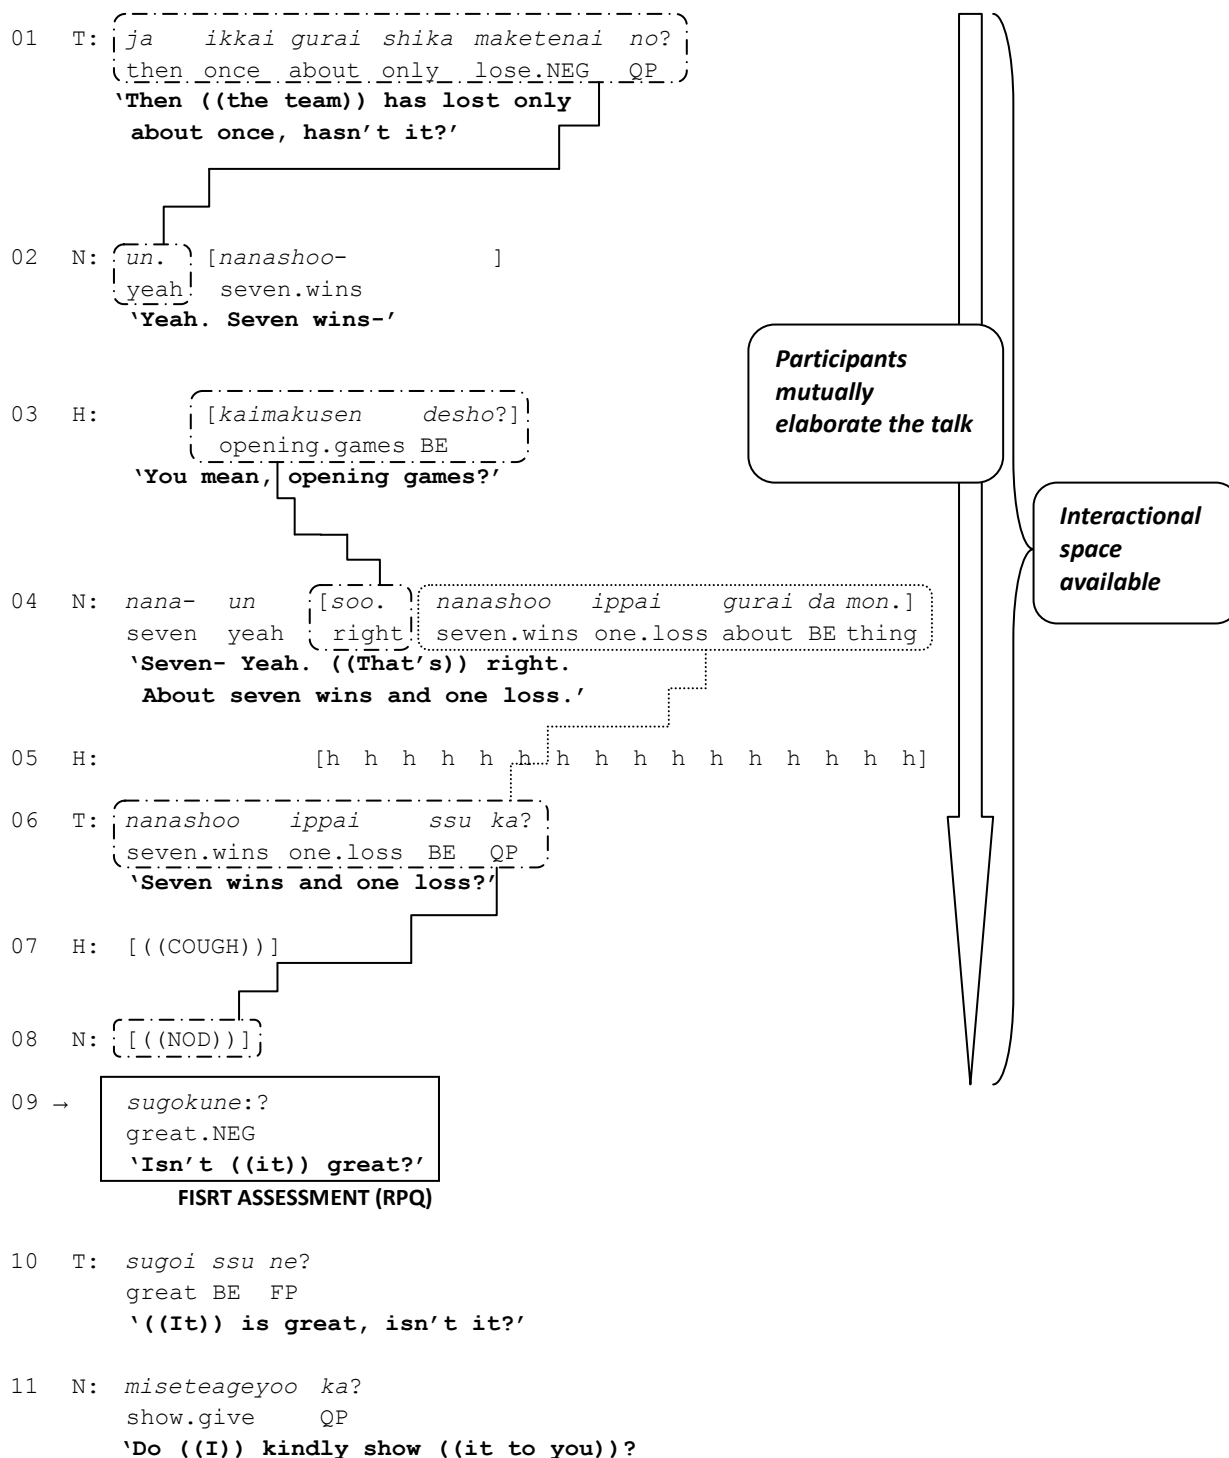 01 T: ja ikkai gurai shika maketenai no?
then once about only lose.NEG QP
‘Then ((the team)) has lost only
about once, hasn’t it?’
02 N: un. [nanashoo- ]
yeah seven.wins
‘Yeah. Seven wins-’
Participants
mutually
elaborate the talk
03 H: [kaimakusen desho?]
opening.games BE
‘You mean, opening games?’
Interactional
space
available
04 N: nana- un [soo. nanashoo ippai gurai da mon.]
seven yeah right seven.wins one.loss about BE thing
‘Seven- Yeah. ((That’s)) right.
About seven wins and one loss.’
05 H: [h h h h h h h h h h h h h h h h]
06 T: nanashoo ippai ssu ka?
seven.wins one.loss BE QP
‘Seven wins and one loss?’
07 H: [((COUGH))]
08 N: [((NOD))]
09 → sugokune:?
great.NEG
‘Isn’t ((it)) great?’
FISRT ASSESSMENT (RPQ)
10 T: sugoi ssu ne?
great BE FP
‘((It)) is great, isn’t it?’
11 N: miseteageyoo ka?
show.give QP
‘Do ((I)) kindly show ((it to you))?